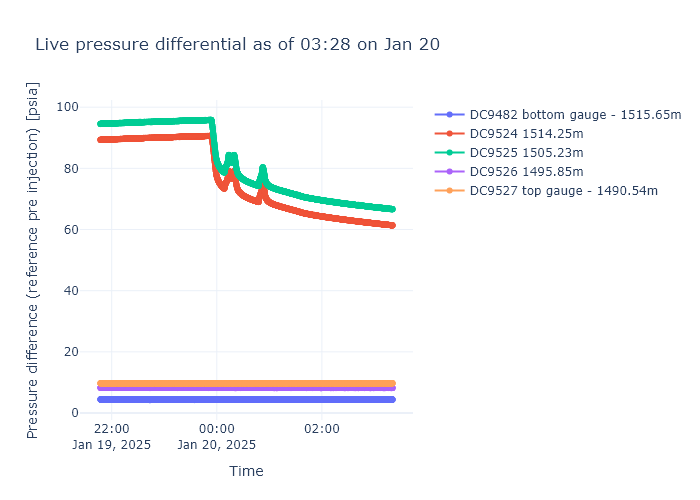 Live pressure differential as of 03:28 on Jan 20
Pressure difference (reference pre injection) [psia]
100
80
60
40
20
0
22:00
Jan 19, 2025
00:00
Jan 20, 2025
02:00
Time
DC9482 bottom gauge - 1515.65m
DC9524 1514.25m
DC9525 1505.23m
DC9526 1495.85m
DC9527 top gauge - 1490.54m